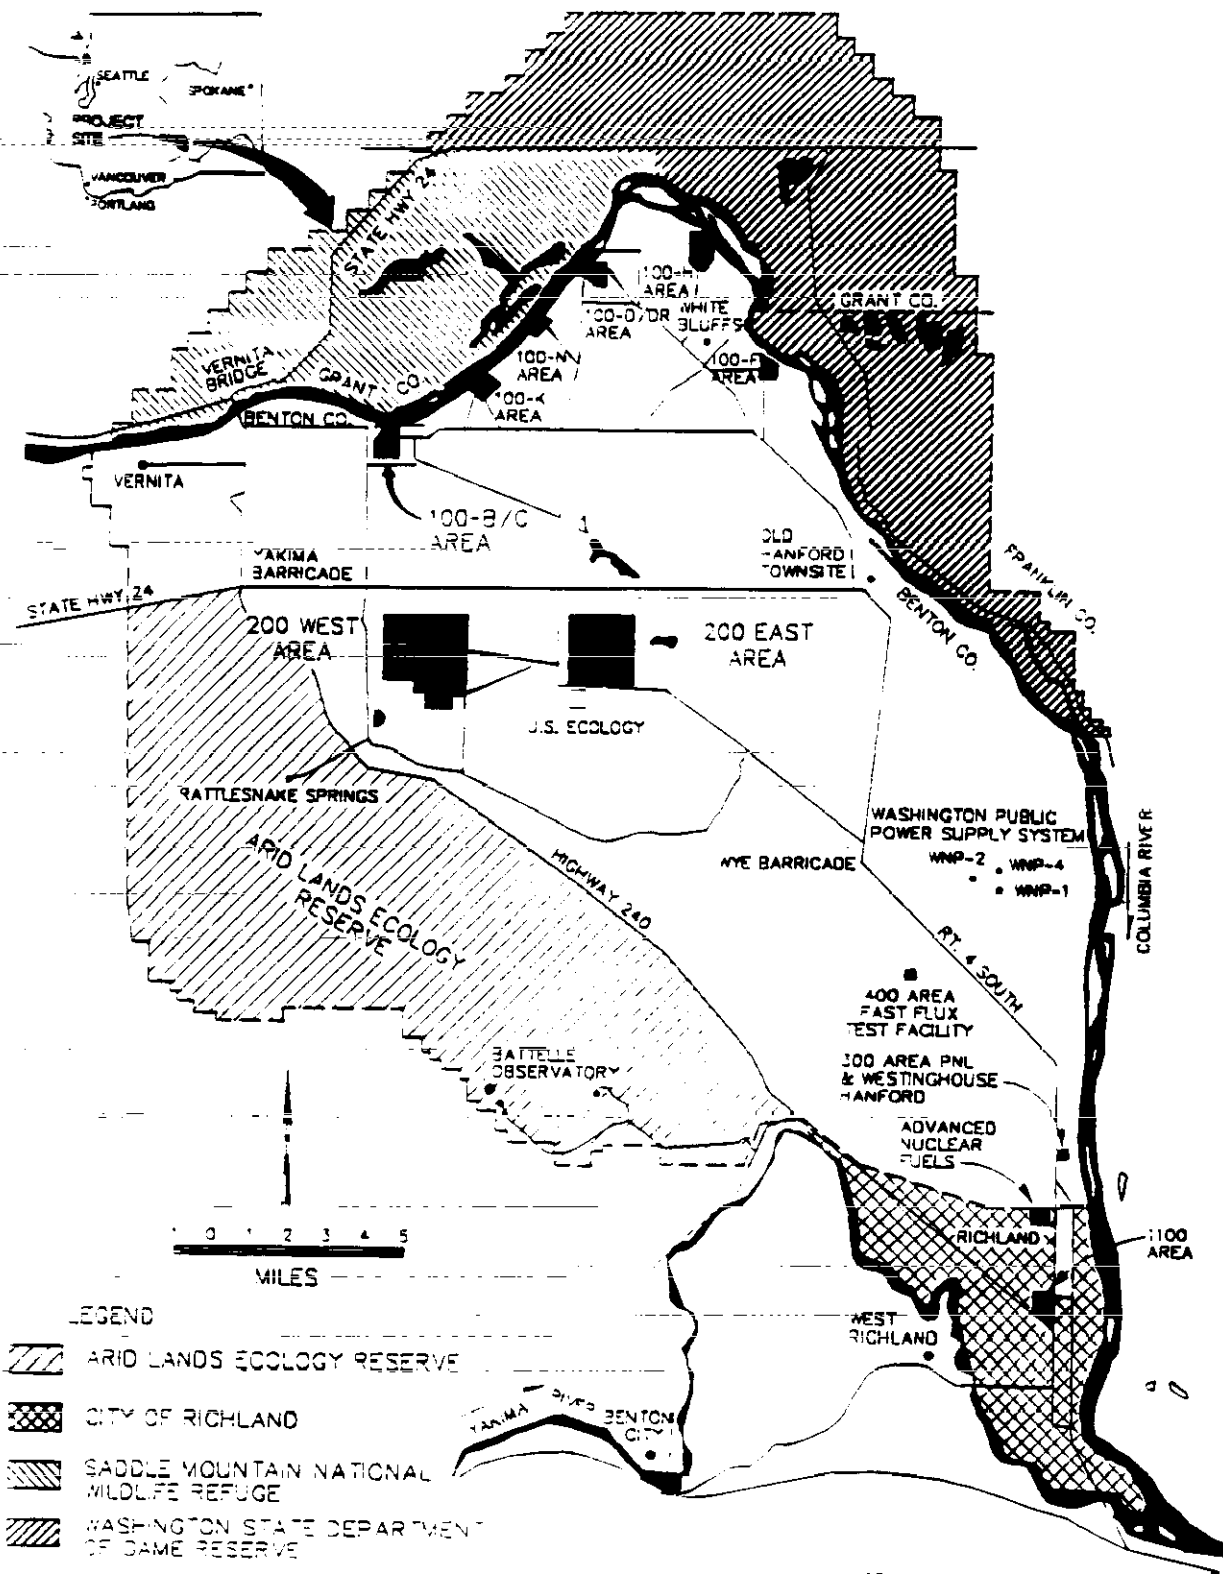 SEATTLE
SPOKANE
PROJECT
SITE
VANCOUVER
PORTLAND
STATE HWY 24
VERNITA
BRIDGE
GRANT CO.
BENTON CO.
VERNITA
100-B/C
AREA
100-K
AREA
100-N
AREA
100-D/DR
AREA
100-H
AREA
WHITE
BLUFFS
100-F
AREA
GRANT CO.
FRANKLIN CO.
BENTON CO.
OLD
HANFORD
TOWNSITE
YAKIMA
BARRICADE
STATE HWY 24
200 WEST
AREA
200 EAST
AREA
U.S. ECOLOGY
RATTLESNAKE SPRINGS
ARID LANDS ECOLOGY
RESERVE
HIGHWAY 240
WYE BARRICADE
WASHINGTON PUBLIC
POWER SUPPLY SYSTEM
WNP-2
WNP-4
WNP-1
COLUMBIA RIVER
RT. 4 SOUTH
400 AREA
FAST FLUX
TEST FACILITY
BATTELLE
OBSERVATORY
300 AREA PNL
& WESTINGHOUSE
HANFORD
ADVANCED
NUCLEAR
FUELS
RICHLAND
1100
AREA
WEST
RICHLAND
YAKIMA RIVER
BENTON
CITY
1 0 1 2 3 4 5
MILES
LEGEND
ARID LANDS ECOLOGY RESERVE
CITY OF RICHLAND
SADDLE MOUNTAIN NATIONAL
WILDLIFE REFUGE
WASHINGTON STATE DEPARTMENT
OF GAME RESERVE